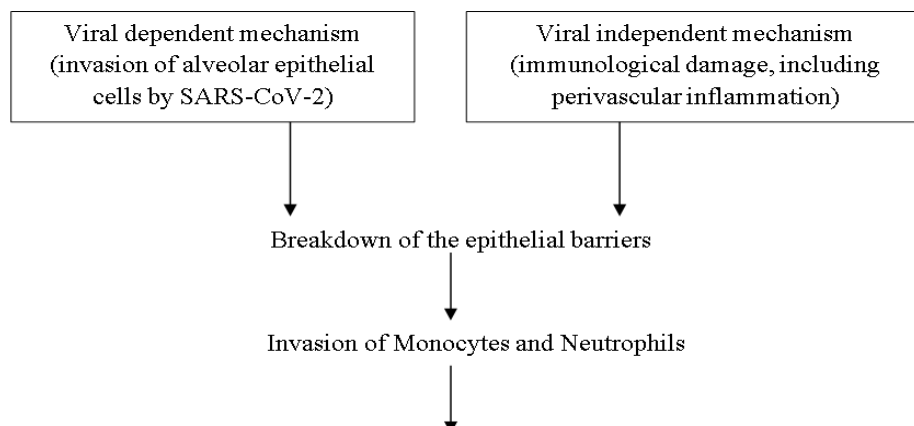 Viral dependent mechanism
(invasion of alveolar epithelial
cells by SARS-CoV-2)
Viral independent mechanism
(immunological damage, including
perivascular inflammation)
Breakdown of the epithelial barriers
Invasion of Monocytes and Neutrophils